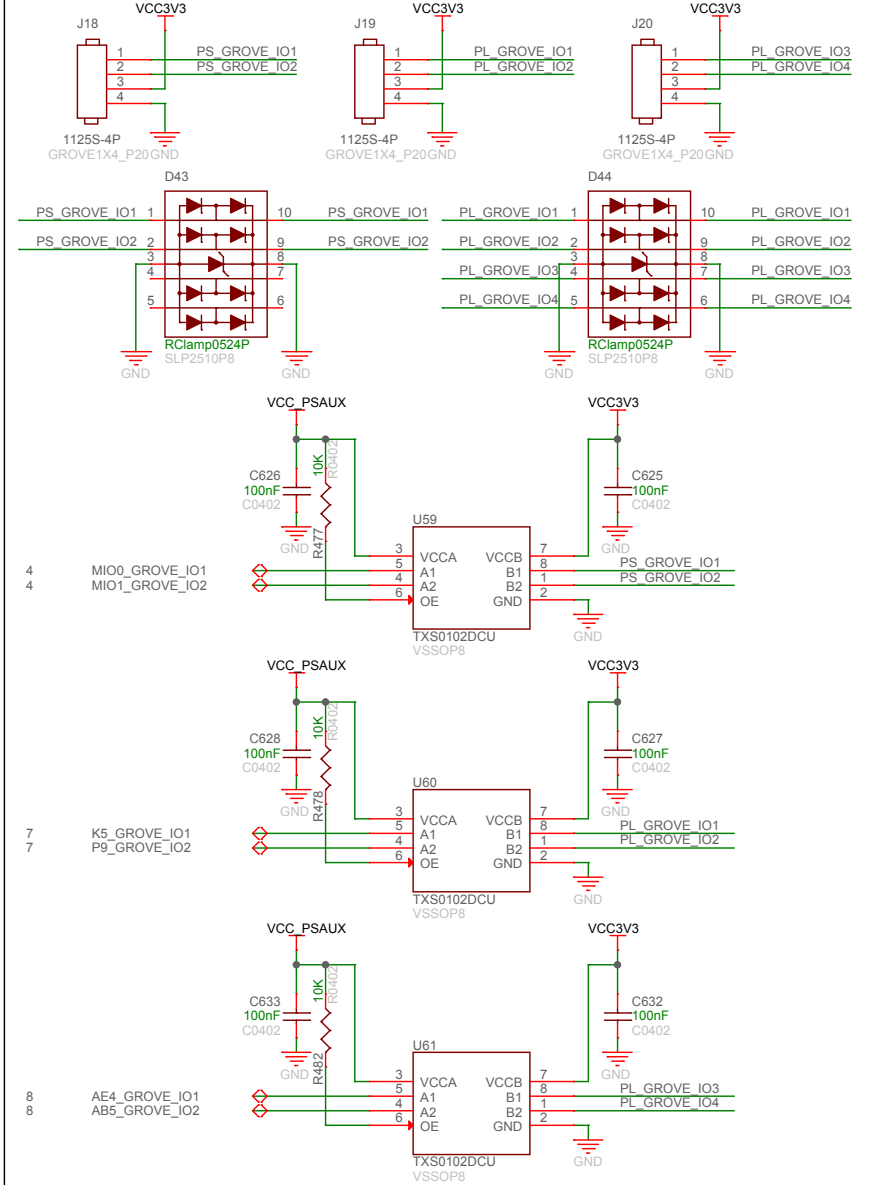 VCC3V3 VCC3V3 VCC3V3
J18 J19 J20
1 PS_GROVE_IO1 1 PL_GROVE_IO1 1 PL_GROVE_IO3
2 PS_GROVE_IO2 2 PL_GROVE_IO2 2 PL_GROVE_IO4
3 3 3
4 4 4
1125S-4P 1125S-4P 1125S-4P
GROVE1X4_P20 GND GROVE1X4_P20 GND GROVE1X4_P20 GND
D43 D44
PS_GROVE_IO1 1 10 PS_GROVE_IO1 PL_GROVE_IO1 1 10 PL_GROVE_IO1
PS_GROVE_IO2 2 9 PS_GROVE_IO2 PL_GROVE_IO2 2 9 PL_GROVE_IO2
3 8 3 8
4 7 PL_GROVE_IO3 4 7 PL_GROVE_IO3
5 6 PL_GROVE_IO4 5 6 PL_GROVE_IO4
RClamp0524P RClamp0524P
SLP2510P8 SLP2510P8
GND GND GND GND
VCC_PSAUX VCC3V3
C626 10K R0402 C625
100nF 100nF
C0402 C0402
U59
GND R477
3 VCCA VCCB 7
4 MIO0_GROVE_IO1 5 A1 B1 8 PS_GROVE_IO1
4 MIO1_GROVE_IO2 4 A2 B2 1 PS_GROVE_IO2
6 OE GND 2
TXS0102DCU GND
VSSOP8
VCC_PSAUX VCC3V3
C628 10K R0402 C627
100nF 100nF
C0402 C0402
U60
GND R478
3 VCCA VCCB 7
7 K5_GROVE_IO1 5 A1 B1 8 PL_GROVE_IO1
7 P9_GROVE_IO2 4 A2 B2 1 PL_GROVE_IO2
6 OE GND 2
TXS0102DCU GND
VSSOP8
VCC_PSAUX VCC3V3
C633 10K R0402 C632
100nF 100nF
C0402 C0402
U61
GND R482
3 VCCA VCCB 7
8 AE4_GROVE_IO1 5 A1 B1 8 PL_GROVE_IO3
8 AB5_GROVE_IO2 4 A2 B2 1 PL_GROVE_IO4
6 OE GND 2
TXS0102DCU GND
VSSOP8